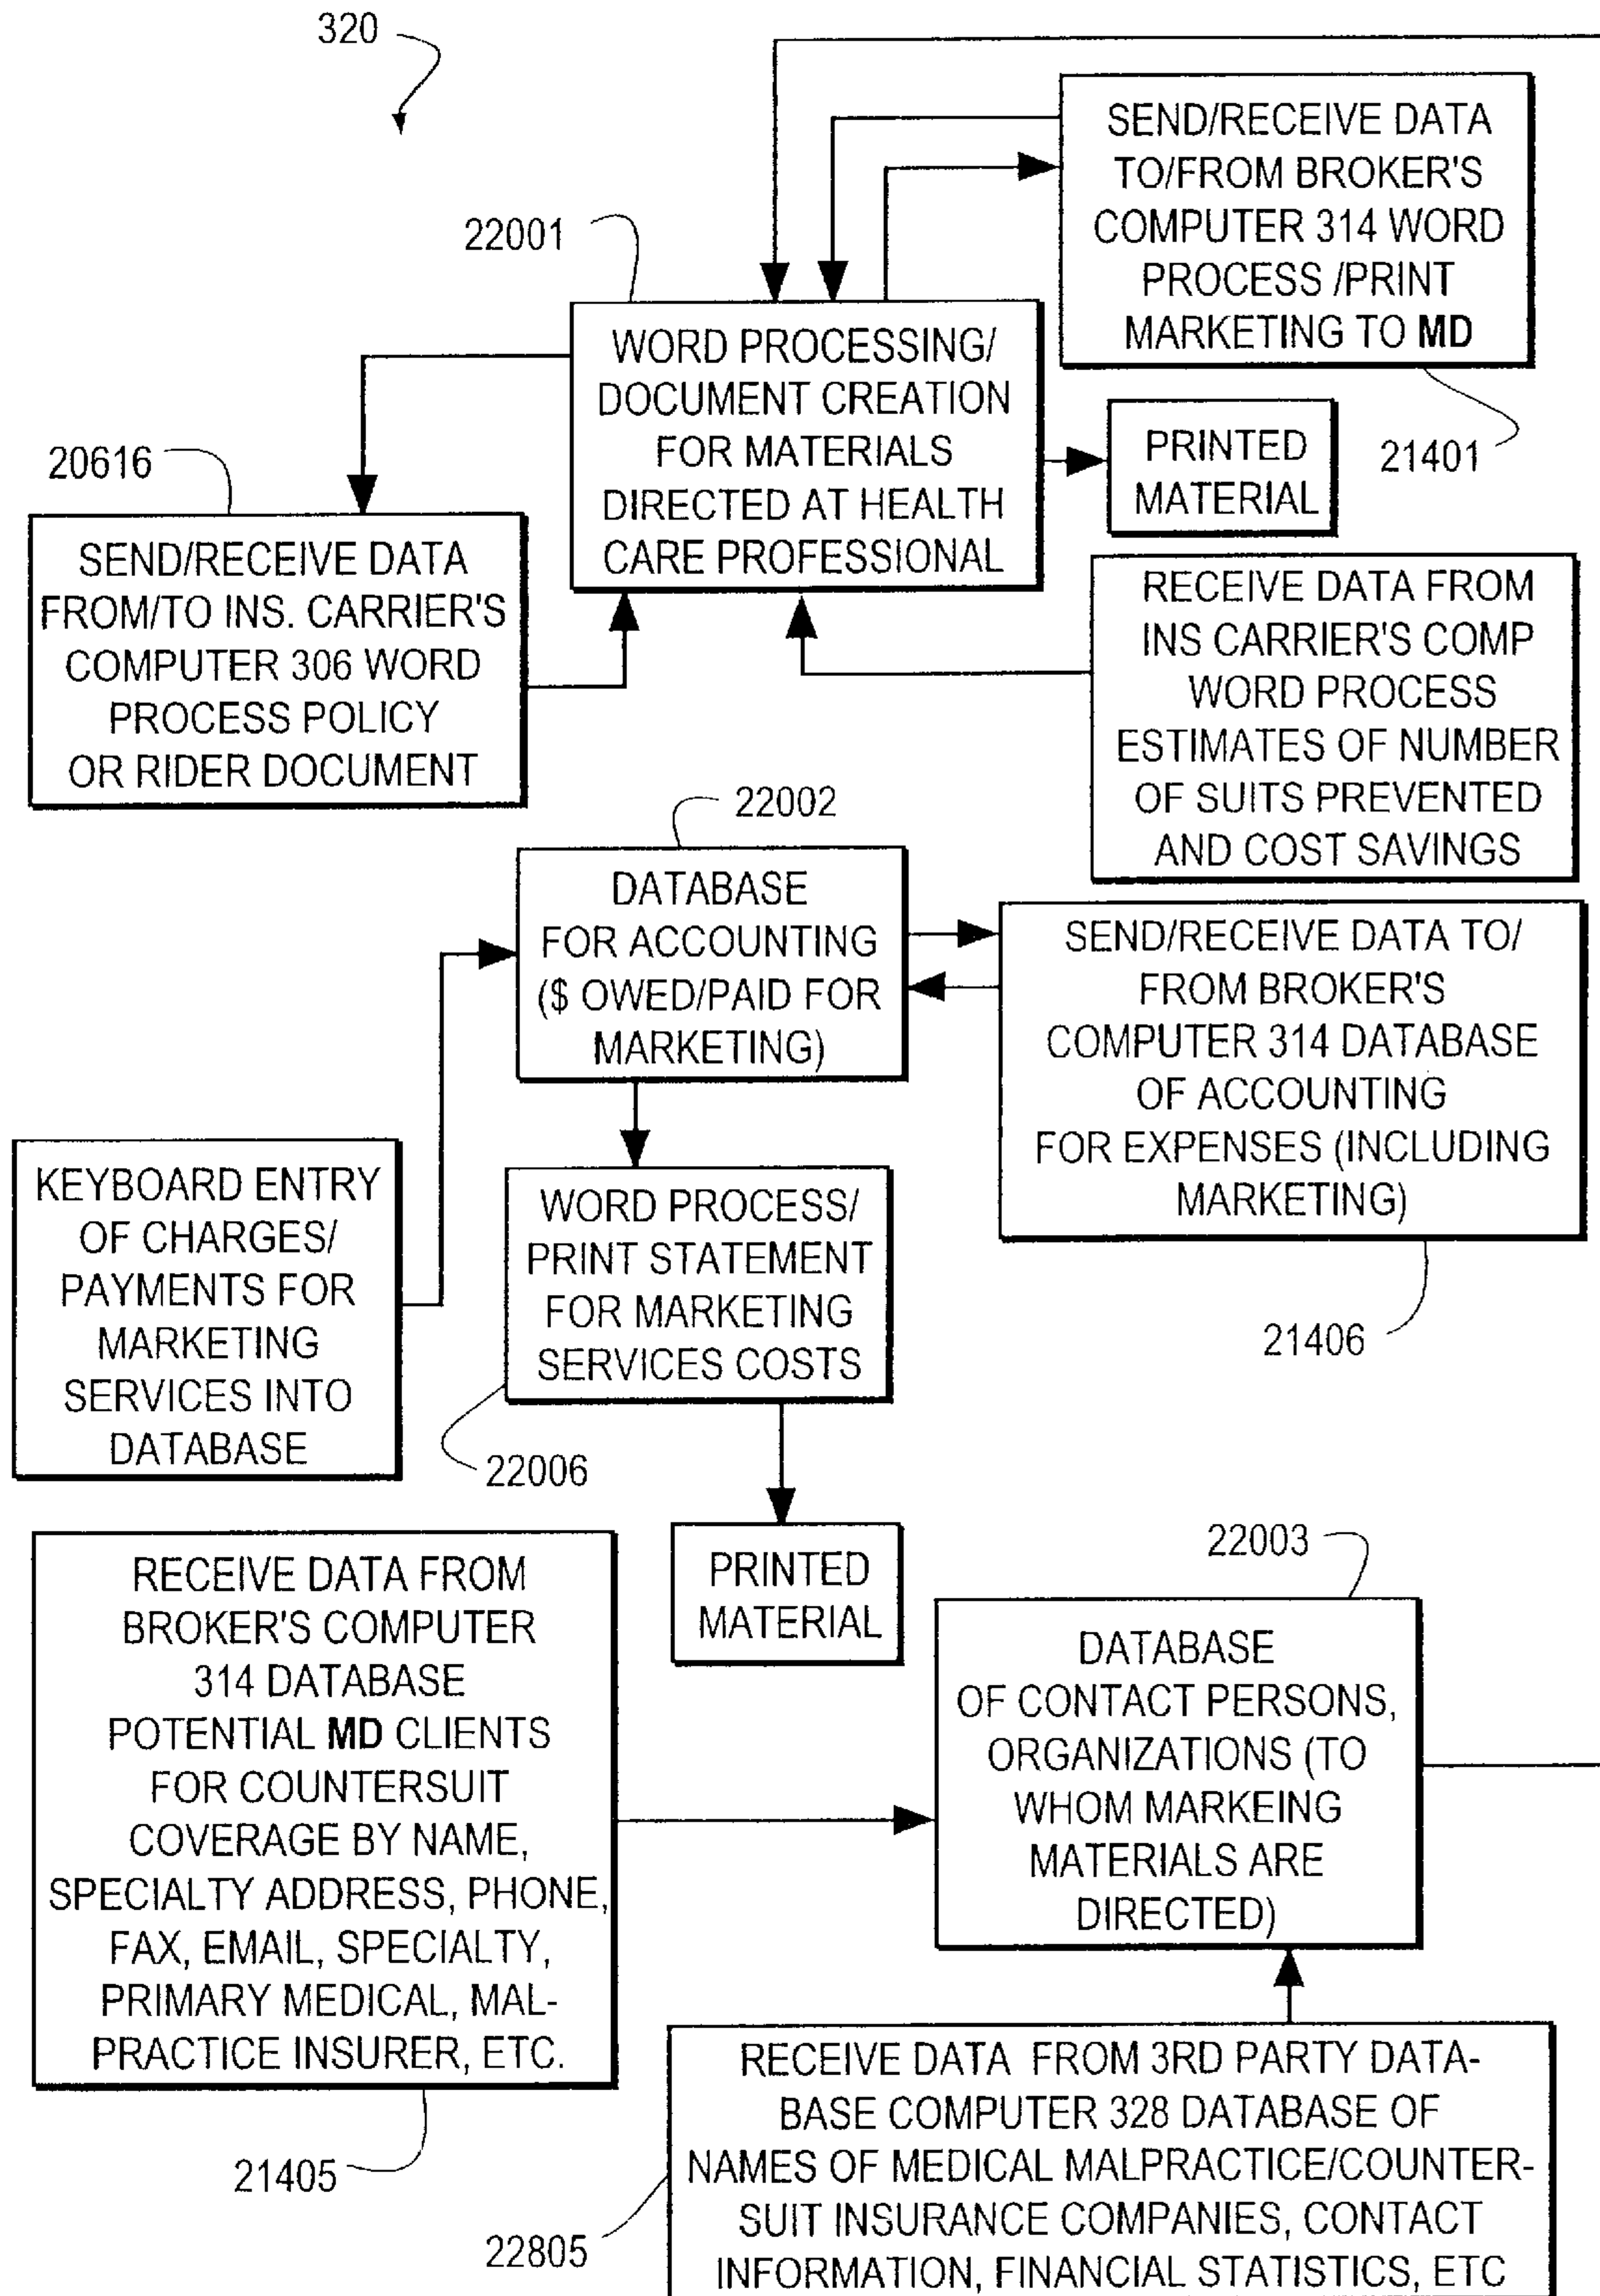 320
SEND/RECEIVE DATA
TO/FROM BROKER'S
COMPUTER 314 WORD
PROCESS /PRINT
MARKETING TO MD
21401
22001
WORD PROCESSING/
DOCUMENT CREATION
FOR MATERIALS
DIRECTED AT HEALTH
CARE PROFESSIONAL
PRINTED
MATERIAL
20616
SEND/RECEIVE DATA
FROM/TO INS. CARRIER'S
COMPUTER 306 WORD
PROCESS POLICY
OR RIDER DOCUMENT
RECEIVE DATA FROM
INS CARRIER'S COMP
WORD PROCESS
ESTIMATES OF NUMBER
OF SUITS PREVENTED
AND COST SAVINGS
22002
DATABASE
FOR ACCOUNTING
($ OWED/PAID FOR
MARKETING)
SEND/RECEIVE DATA TO/
FROM BROKER'S
COMPUTER 314 DATABASE
OF ACCOUNTING
FOR EXPENSES (INCLUDING
MARKETING)
21406
KEYBOARD ENTRY
OF CHARGES/
PAYMENTS FOR
MARKETING
SERVICES INTO
DATABASE
WORD PROCESS/
PRINT STATEMENT
FOR MARKETING
SERVICES COSTS
22006
PRINTED
MATERIAL
RECEIVE DATA FROM
BROKER'S COMPUTER
314 DATABASE
POTENTIAL MD CLIENTS
FOR COUNTERSUIT
COVERAGE BY NAME,
SPECIALTY ADDRESS, PHONE,
FAX, EMAIL, SPECIALTY,
PRIMARY MEDICAL, MAL-
PRACTICE INSURER, ETC.
21405
22003
DATABASE
OF CONTACT PERSONS,
ORGANIZATIONS (TO
WHOM MARKEING
MATERIALS ARE
DIRECTED)
RECEIVE DATA FROM 3RD PARTY DATA-
BASE COMPUTER 328 DATABASE OF
NAMES OF MEDICAL MALPRACTICE/COUNTER-
SUIT INSURANCE COMPANIES, CONTACT
INFORMATION, FINANCIAL STATISTICS, ETC
22805